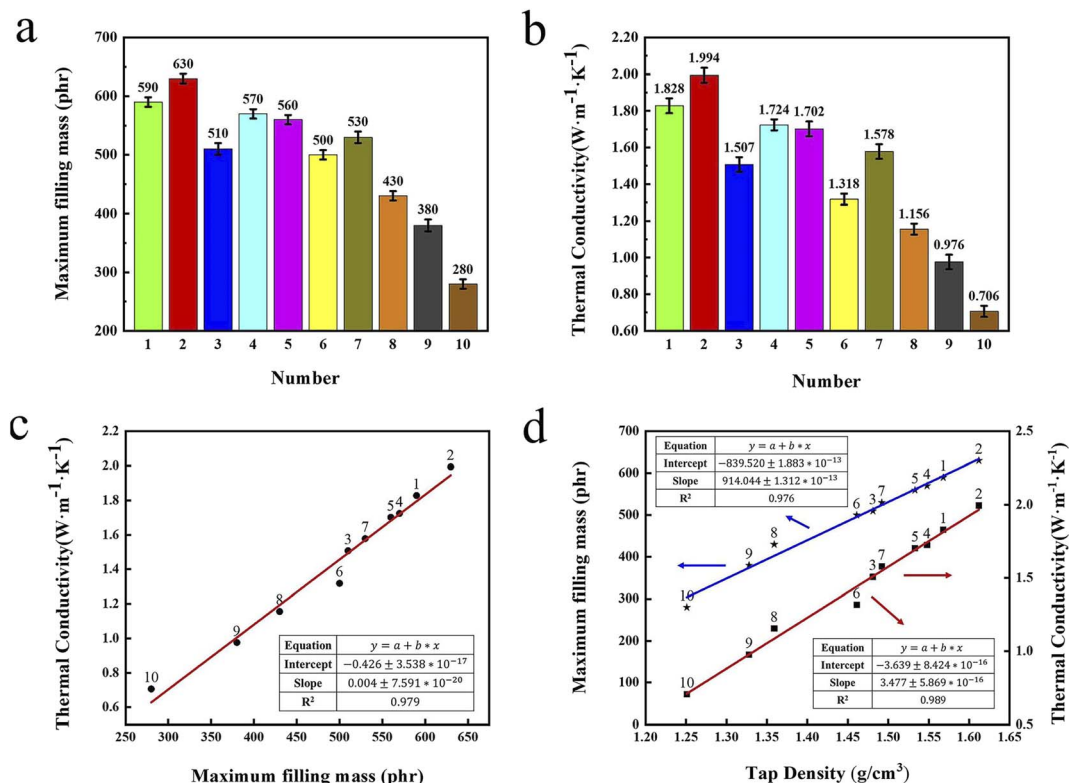 a
Maximum filling mass (phr)
700
600
500
400
300
200
590
630
510
570
560
500
530
430
380
280
1 2 3 4 5 6 7 8 9 10
Number
b
Thermal Conductivity(W·m⁻¹·K⁻¹)
2.20
2.00
1.80
1.60
1.40
1.20
1.00
0.80
0.60
1.828
1.994
1.507
1.724
1.702
1.318
1.578
1.156
0.976
0.706
1 2 3 4 5 6 7 8 9 10
Number
c
Thermal Conductivity(W·m⁻¹·K⁻¹)
2.2
2.0
1.8
1.6
1.4
1.2
1.0
0.8
0.6
10
9
8
6
3
7
5 4
1
2
Equation y = a + b * x
Intercept −0.426 ± 3.538 * 10⁻¹⁷
Slope 0.004 ± 7.591 * 10⁻²⁰
R² 0.979
250 300 350 400 450 500 550 600 650
Maximum filling mass (phr)
d
Maximum filling mass (phr)
700
600
500
400
300
200
100
0
Equation y = a + b * x
Intercept −839.520 ± 1.883 * 10⁻¹³
Slope 914.044 ± 1.312 * 10⁻¹³
R² 0.976
10
9
8
6
3
7
5 4
1
2
10
9
8
6
3
7
5 4
1
2
Equation y = a + b * x
Intercept −3.639 ± 8.424 * 10⁻¹⁶
Slope 3.477 ± 5.869 * 10⁻¹⁶
R² 0.989
2.5
2.0
1.5
1.0
0.5
Thermal Conductivity(W·m⁻¹·K⁻¹)
1.20 1.25 1.30 1.35 1.40 1.45 1.50 1.55 1.60 1.65
Tap Density (g/cm³)